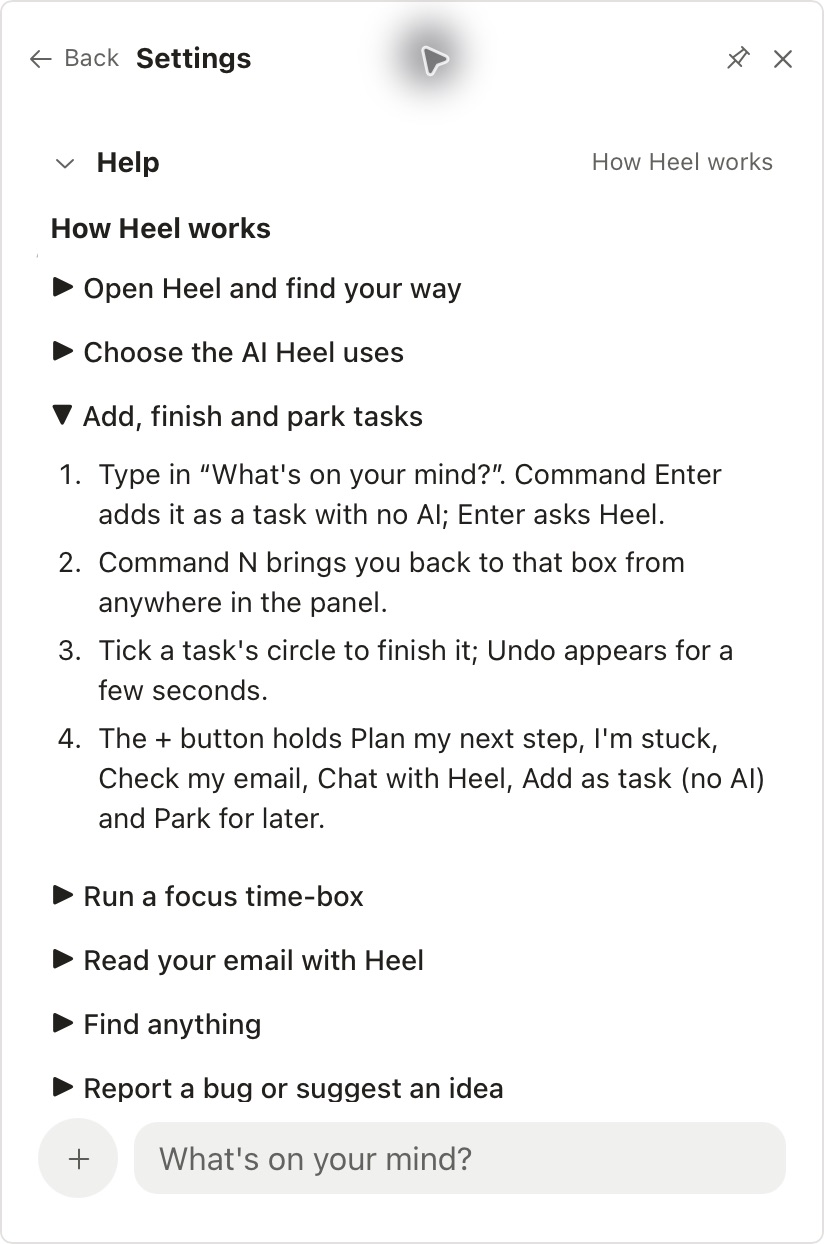 Back Settings
Help How Heel works
How Heel works
Open Heel and find your way
Choose the AI Heel uses
Add, finish and park tasks
1. Type in “What's on your mind?”. Command Enter
adds it as a task with no AI; Enter asks Heel.
2. Command N brings you back to that box from
anywhere in the panel.
3. Tick a task's circle to finish it; Undo appears for a
few seconds.
4. The + button holds Plan my next step, I'm stuck,
Check my email, Chat with Heel, Add as task (no AI)
and Park for later.
Run a focus time-box
Read your email with Heel
Find anything
Report a bug or suggest an idea
What's on your mind?